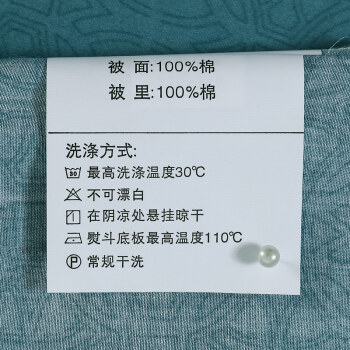 被 面:100%棉
被 里:100%棉
洗涤方式:
最高洗涤温度30℃
不可漂白
在阴凉处悬挂晾干
熨斗底板最高温度110℃
P 常规干洗